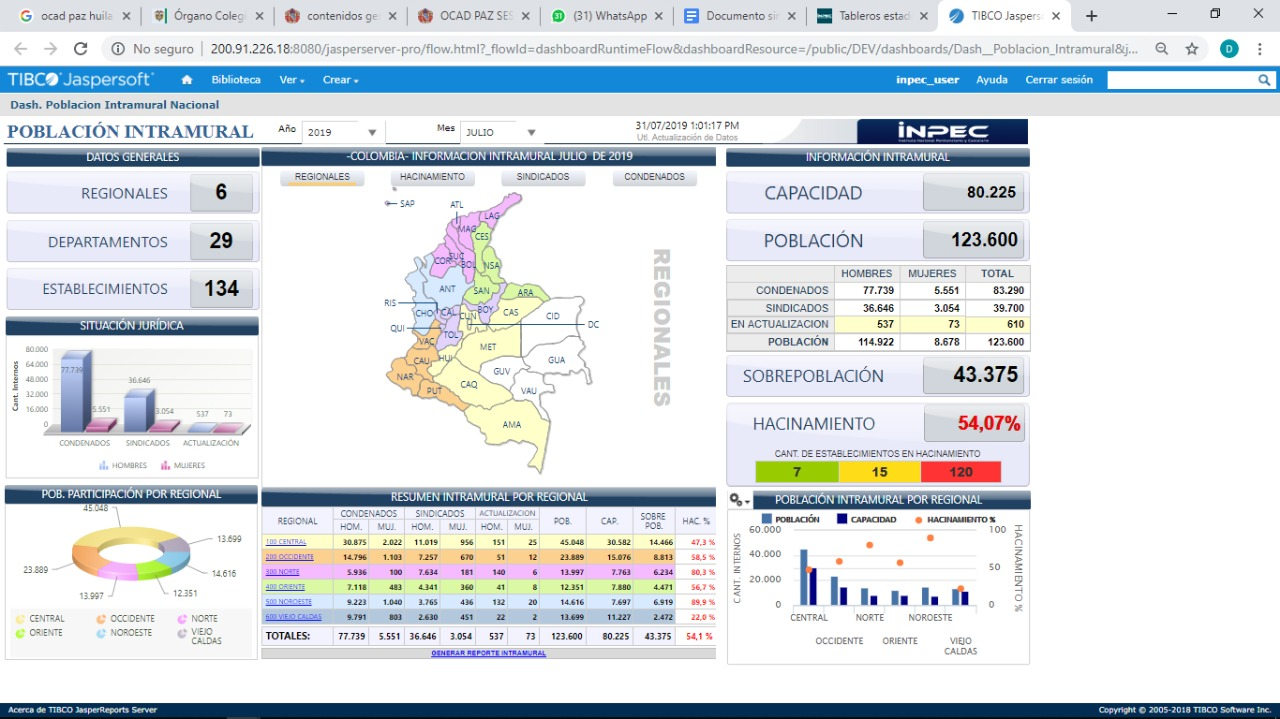 ocad paz huila
Órgano Colegi
contenidos ge
OCAD PAZ SES
(31) WhatsApp
Documento sin
Tableros estad
TIBCO Jaspers
No seguro
200.91.226.18:8080/jasperserver-pro/flow.html?_flowId=dashboardRuntimeFlow&dashboardResource=/public/DEV/dashboards/Dash__Poblacion_Intramural&j...
D
TIBCO Jaspersoft
Biblioteca
Ver
Crear
inpec_user
Ayuda
Cerrar sesión
Dash. Poblacion Intramural Nacional
POBLACIÓN INTRAMURAL
Año 2019
Mes JULIO
31/07/2019 1:01:17 PM
Utl. Actualización de Datos
INPEC
Instituto Nacional Penitenciario y Carcelario
DATOS GENERALES
REGIONALES 6
DEPARTAMENTOS 29
ESTABLECIMIENTOS 134
SITUACIÓN JURÍDICA
Cant. Internos
80.000
64.000
48.000
32.000
16.000
0
77.739
5.551
36.646
3.054
537
73
CONDENADOS SINDICADOS ACTUALIZACIÓN
HOMBRES MUJERES
POB. PARTICIPACIÓN POR REGIONAL
45.048
13.699
14.616
12.351
13.997
23.889
CENTRAL OCCIDENTE NORTE
ORIENTE NOROESTE VIEJO CALDAS
-COLOMBIA- INFORMACION INTRAMURAL JULIO DE 2019
REGIONALES HACINAMIENTO SINDICADOS CONDENADOS
SAP
ATL
LAG
MAG
CES
SUC
COR
BOL
NSA
ANT
SAN
ARA
RIS
CHO
CAL
CUN
BOY
CAS
CID
DC
QUI
TOL
VAC
MET
GUA
HUI
CAU
GUV
NAR
PUT
CAQ
VAU
AMA
REGIONALES
RESUMEN INTRAMURAL POR REGIONAL
REGIONAL CONDENADOS SINDICADOS ACTUALIZACION POB. CAP. SOBRE POB. HAC. %
HOM. MUJ. HOM. MUJ. HOM. MUJ.
100 CENTRAL 30.875 2.022 11.019 956 151 25 45.048 30.582 14.466 47,3 %
200 OCCIDENTE 14.796 1.103 7.257 670 51 12 23.889 15.076 8.813 58,5 %
300 NORTE 5.936 100 7.634 181 140 6 13.997 7.763 6.234 80,3 %
400 ORIENTE 7.118 483 4.341 360 41 8 12.351 7.880 4.471 56,7 %
500 NOROESTE 9.223 1.040 3.765 436 132 20 14.616 7.697 6.919 89,9 %
600 VIEJO CALDAS 9.791 803 2.630 451 22 2 13.699 11.227 2.472 22,0 %
TOTALES: 77.739 5.551 36.646 3.054 537 73 123.600 80.225 43.375 54,1 %
GENERAR REPORTE INTRAMURAL
INFORMACIÓN INTRAMURAL
CAPACIDAD 80.225
POBLACIÓN 123.600
HOMBRES MUJERES TOTAL
CONDENADOS 77.739 5.551 83.290
SINDICADOS 36.646 3.054 39.700
EN ACTUALIZACION 537 73 610
POBLACIÓN 114.922 8.678 123.600
SOBREPOBLACIÓN 43.375
HACINAMIENTO 54,07%
CANT. DE ESTABLECIMIENTOS EN HACINAMIENTO
7 15 120
POBLACIÓN INTRAMURAL POR REGIONAL
POBLACIÓN CAPACIDAD HACINAMIENTO %
CANT. INTERNOS
60.000
40.000
20.000
0
100
50
0
HACINAMIENTO %
CENTRAL NORTE NOROESTE
OCCIDENTE ORIENTE VIEJO CALDAS
Acerca de TIBCO JasperReports Server
Copyright © 2005-2018 TIBCO Software Inc.